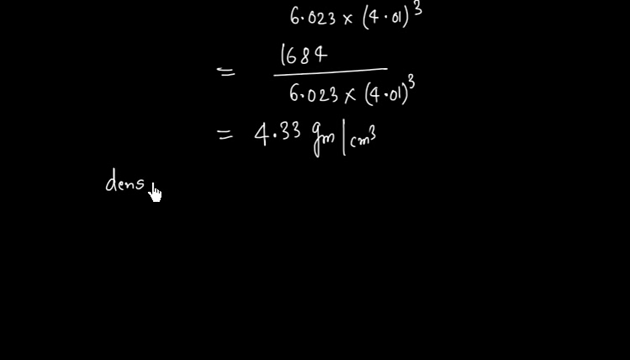 6.023 × (4.01)³
= 1684
6.023 × (4.01)³
= 4.33 gm/cm³
dens